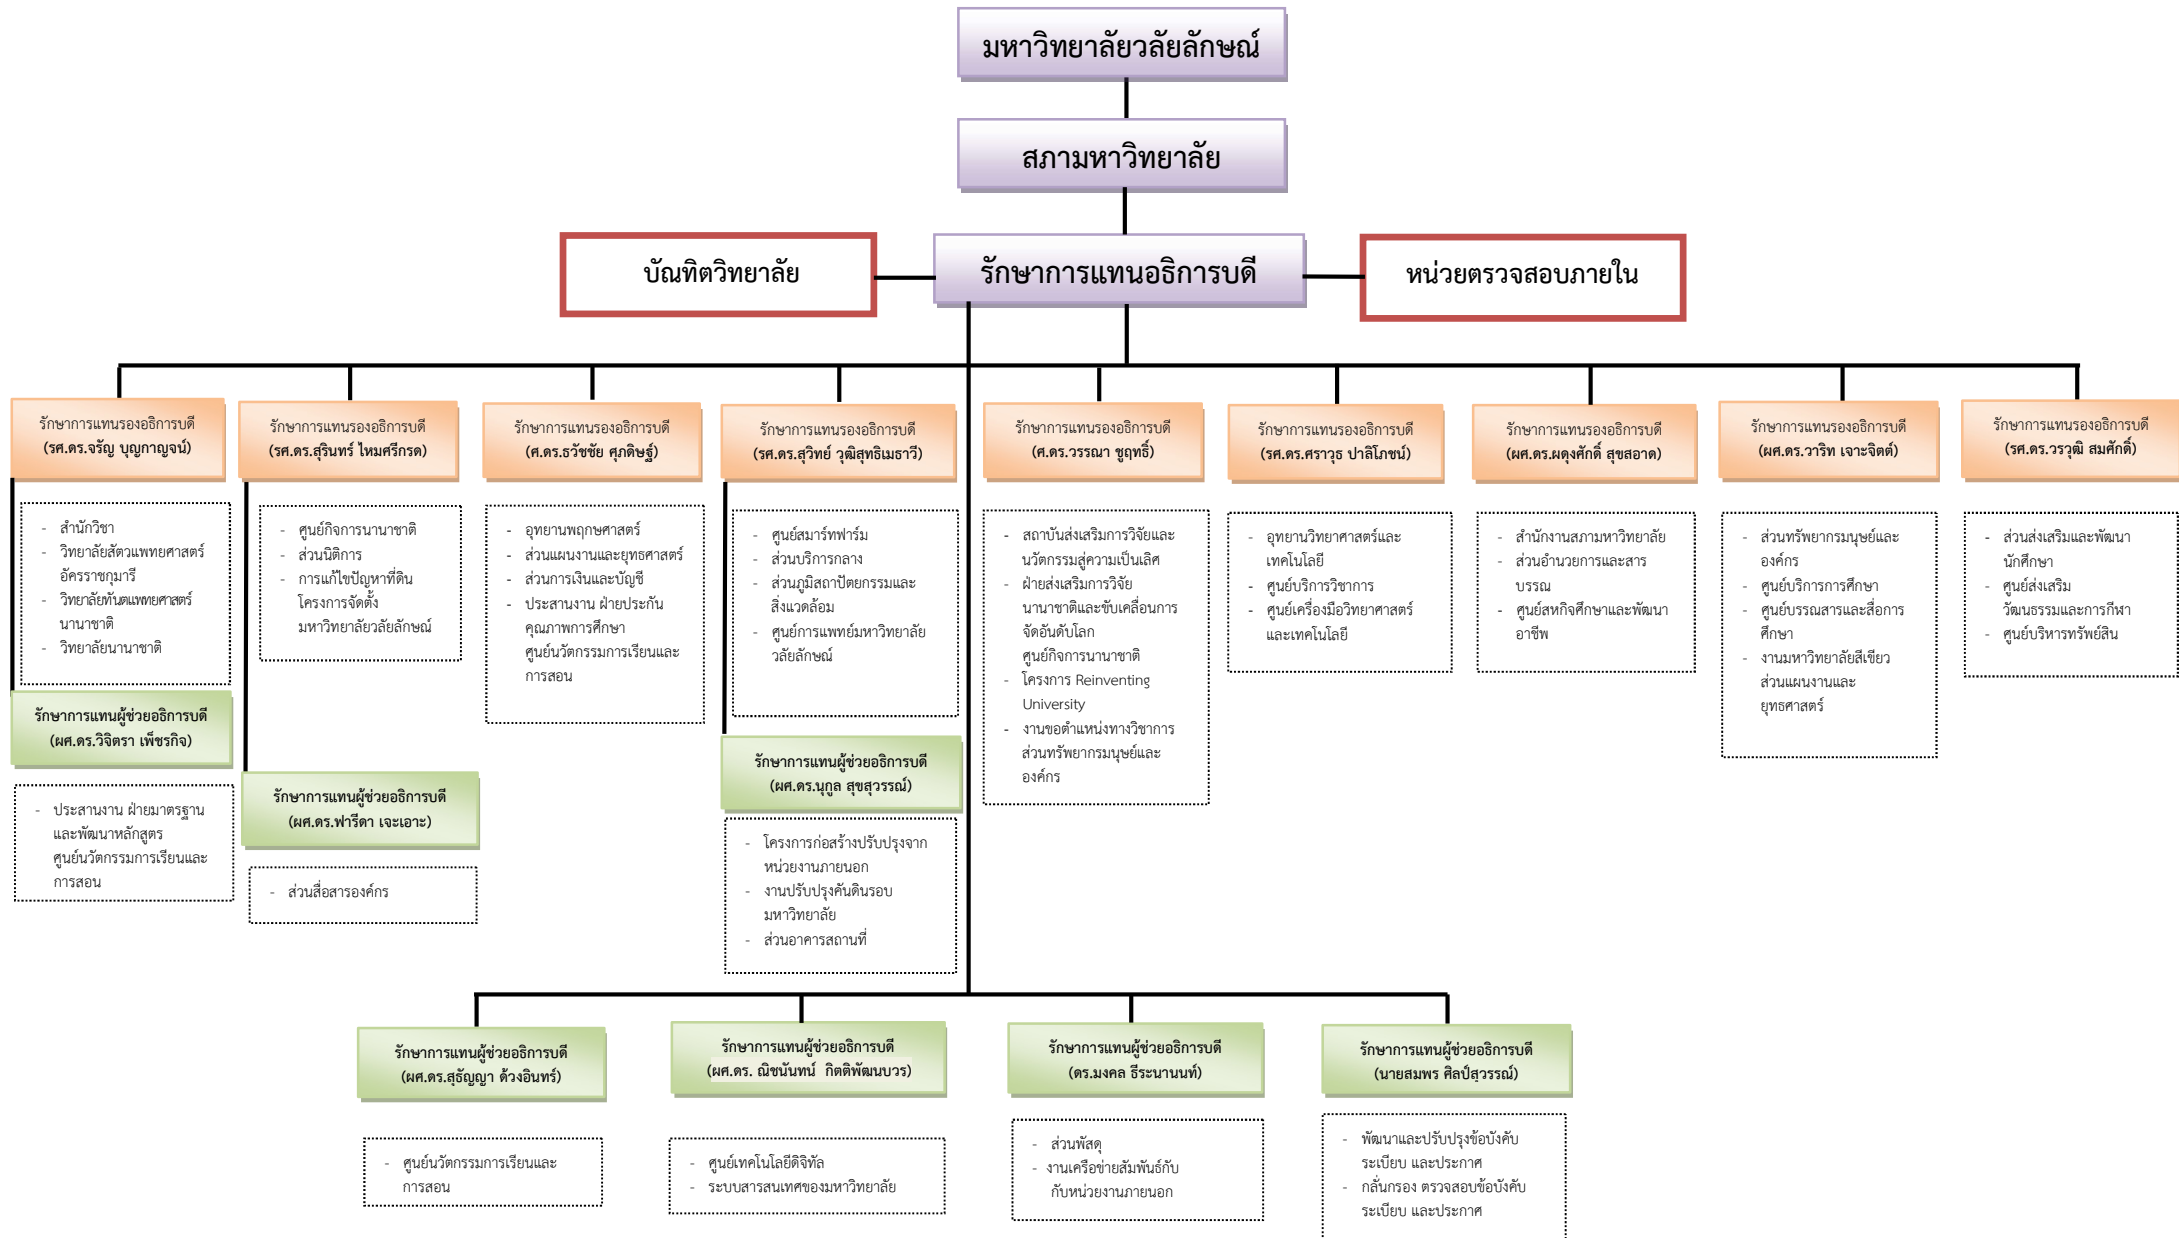 มหาวิทยาลัยวลัยลักษณ์
สภามหาวิทยาลัย
บัณฑิตวิทยาลัย
รักษาการแทนอธิการบดี
หน่วยตรวจสอบภายใน
รักษาการแทนรองอธิการบดี
(รศ.ดร.จรัญ บุญกาญจน์)
- สำนักวิชา
- วิทยาลัยสัตวแพทยศาสตร์
อัครราชกุมารี
- วิทยาลัยทันตแพทยศาสตร์
นานาชาติ
- วิทยาลัยนานาชาติ
รักษาการแทนผู้ช่วยอธิการบดี
(ผศ.ดร.วิจิตรา เพ็ชรกิจ)
- ประสานงาน ฝ่ายมาตรฐาน
และพัฒนาหลักสูตร
ศูนย์นวัตกรรมการเรียนและ
การสอน
รักษาการแทนรองอธิการบดี
(รศ.ดร.สุรินทร์ ไหมศรีกรด)
- ศูนย์กิจการนานาชาติ
- ส่วนนิติการ
- การแก้ไขปัญหาที่ดิน
โครงการจัดตั้ง
มหาวิทยาลัยวลัยลักษณ์
รักษาการแทนผู้ช่วยอธิการบดี
(ผศ.ดร.ฟารีดา เจะเอาะ)
- ส่วนสื่อสารองค์กร
รักษาการแทนรองอธิการบดี
(ศ.ดร.ธวัชชัย ศุภดิษฐ์)
- อุทยานพฤกษศาสตร์
- ส่วนแผนงานและยุทธศาสตร์
- ส่วนการเงินและบัญชี
- ประสานงาน ฝ่ายประกัน
คุณภาพการศึกษา
ศูนย์นวัตกรรมการเรียนและ
การสอน
รักษาการแทนรองอธิการบดี
(รศ.ดร.สุวิทย์ วุฒิสุทธิเมธาวี)
- ศูนย์สมาร์ทฟาร์ม
- ส่วนบริการกลาง
- ส่วนภูมิสถาปัตยกรรมและ
สิ่งแวดล้อม
- ศูนย์การแพทย์มหาวิทยาลัย
วลัยลักษณ์
รักษาการแทนผู้ช่วยอธิการบดี
(ผศ.ดร.นุกูล สุขสุวรรณ์)
- โครงการก่อสร้างปรับปรุงจาก
หน่วยงานภายนอก
- งานปรับปรุงคันดินรอบ
มหาวิทยาลัย
- ส่วนอาคารสถานที่
รักษาการแทนรองอธิการบดี
(ศ.ดร.วรรณา ชูฤทธิ์)
- สถาบันส่งเสริมการวิจัยและ
นวัตกรรมสู่ความเป็นเลิศ
- ฝ่ายส่งเสริมการวิจัย
นานาชาติและขับเคลื่อนการ
จัดอันดับโลก
ศูนย์กิจการนานาชาติ
- โครงการ Reinventing
University
- งานขอตำแหน่งทางวิชาการ
ส่วนทรัพยากรมนุษย์และ
องค์กร
รักษาการแทนรองอธิการบดี
(รศ.ดร.ศราวุธ ปาลิโภชน์)
- อุทยานวิทยาศาสตร์และ
เทคโนโลยี
- ศูนย์บริการวิชาการ
- ศูนย์เครื่องมือวิทยาศาสตร์
และเทคโนโลยี
รักษาการแทนรองอธิการบดี
(ผศ.ดร.ผดุงศักดิ์ สุขสอาด)
- สำนักงานสภามหาวิทยาลัย
- ส่วนอำนวยการและสาร
บรรณ
- ศูนย์สหกิจศึกษาและพัฒนา
อาชีพ
รักษาการแทนรองอธิการบดี
(ผศ.ดร.วาริท เจาะจิตต์)
- ส่วนทรัพยากรมนุษย์และ
องค์กร
- ศูนย์บริการการศึกษา
- ศูนย์บรรณสารและสื่อการ
ศึกษา
- งานมหาวิทยาลัยสีเขียว
ส่วนแผนงานและ
ยุทธศาสตร์
รักษาการแทนรองอธิการบดี
(รศ.ดร.วรวุฒิ สมศักดิ์)
- ส่วนส่งเสริมและพัฒนา
นักศึกษา
- ศูนย์ส่งเสริม
วัฒนธรรมและการกีฬา
- ศูนย์บริหารทรัพย์สิน
รักษาการแทนผู้ช่วยอธิการบดี
(ผศ.ดร.สุธัญญา ด้วงอินทร์)
- ศูนย์นวัตกรรมการเรียนและ
การสอน
รักษาการแทนผู้ช่วยอธิการบดี
(ผศ.ดร. ณิชนันทน์ กิตติพัฒนบวร)
- ศูนย์เทคโนโลยีดิจิทัล
- ระบบสารสนเทศของมหาวิทยาลัย
รักษาการแทนผู้ช่วยอธิการบดี
(ดร.มงคล ธีระนานนท์)
- ส่วนพัสดุ
- งานเครือข่ายสัมพันธ์กับ
กับหน่วยงานภายนอก
รักษาการแทนผู้ช่วยอธิการบดี
(นายสมพร ศิลป์สุวรรณ์)
- พัฒนาและปรับปรุงข้อบังคับ
ระเบียบ และประกาศ
- กลั่นกรอง ตรวจสอบข้อบังคับ
ระเบียบ และประกาศ